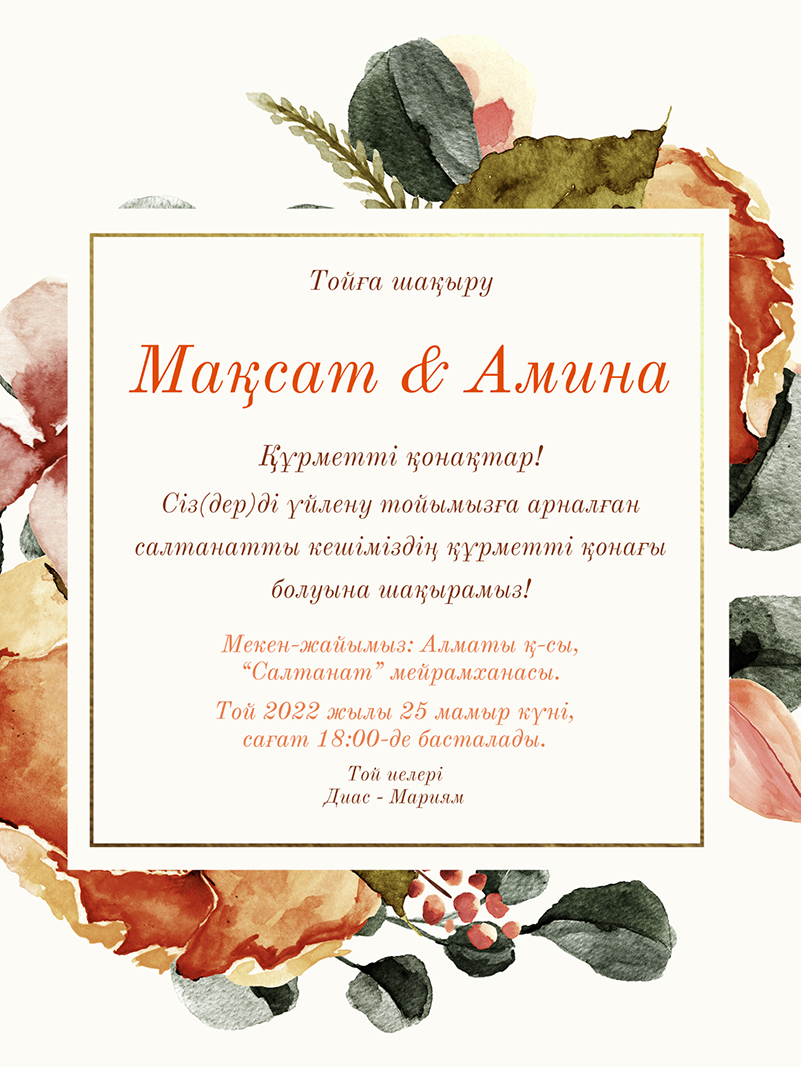 Тойға шақыру
Мақсат & Амина
Құрметті қонақтар!
Сіз(дер)ді үйлену тойымызға арналған
салтанатты кешіміздің құрметті қонағы
болуына шақырамыз!
Мекен-жайымыз: Алматы қ-сы,
“Салтанат” мейрамханасы.
Той 2022 жылы 25 мамыр күні,
сағат 18:00-де басталады.
Той иелері
Диас - Мариям